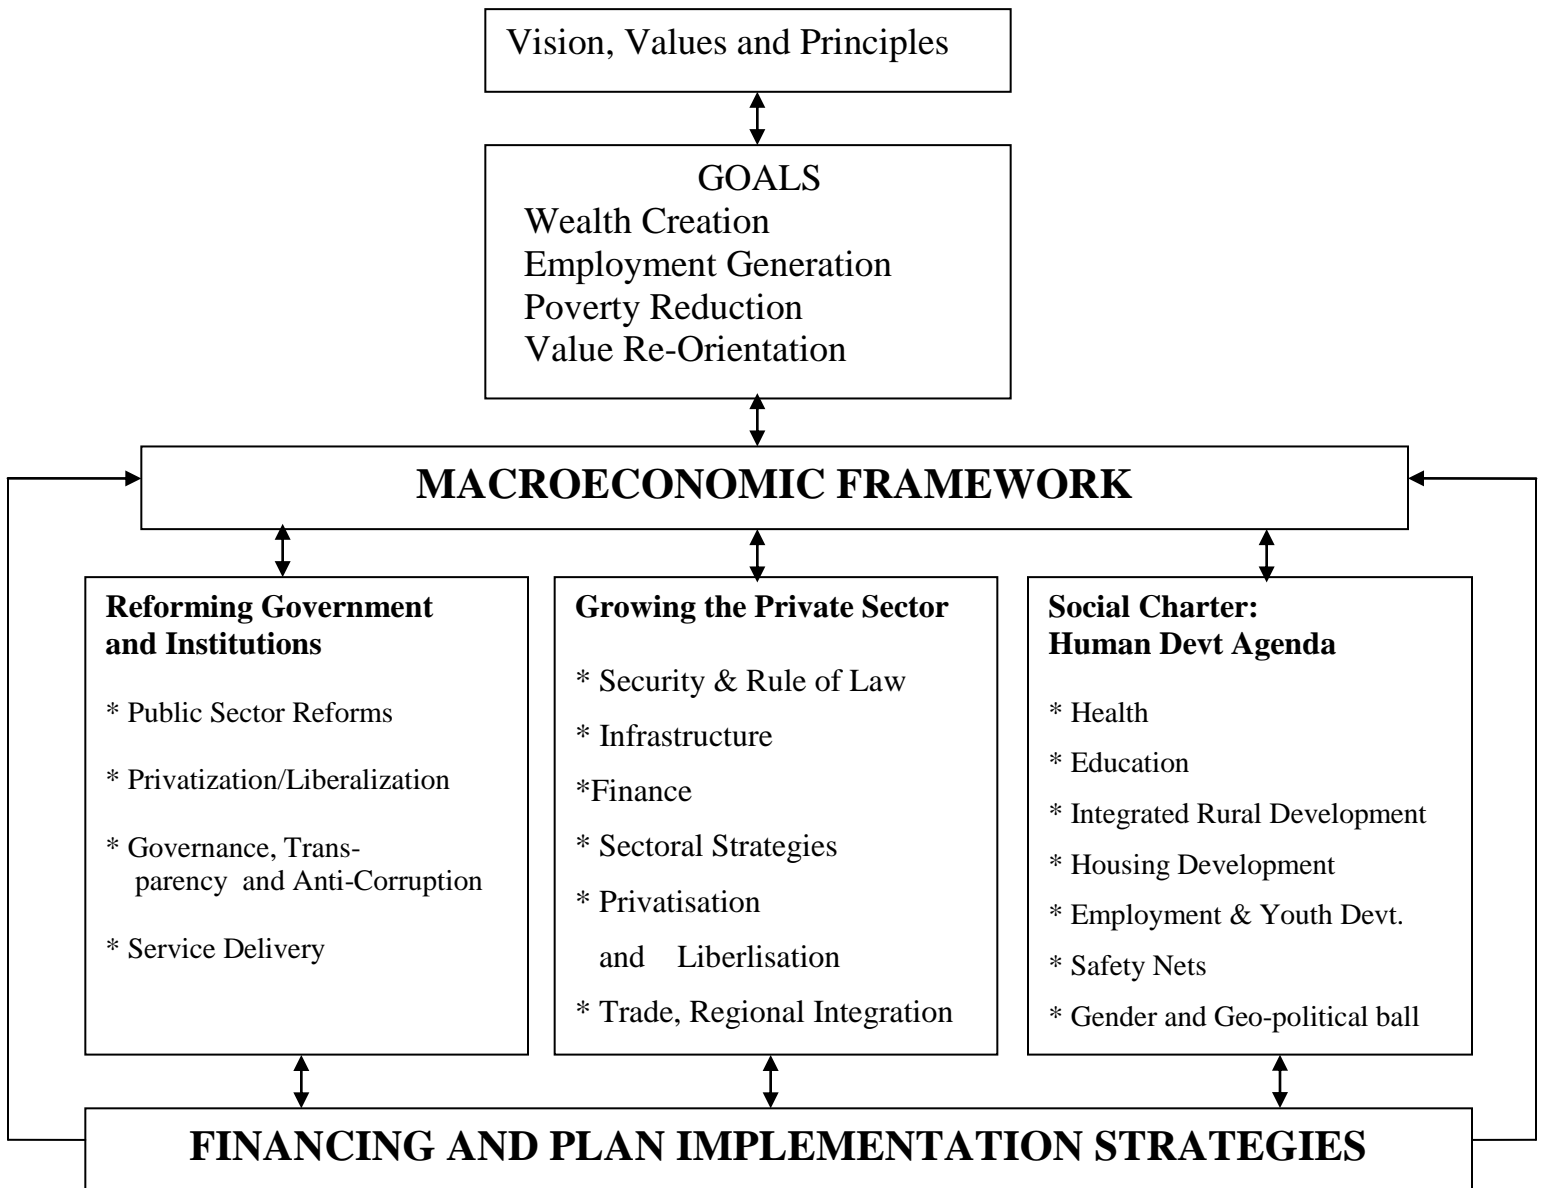 Vision, Values and Principles
GOALS
Wealth Creation
Employment Generation
Poverty Reduction
Value Re-Orientation
MACROECONOMIC FRAMEWORK
Reforming Government
and Institutions
* Public Sector Reforms
* Privatization/Liberalization
* Governance, Trans-
parency and Anti-Corruption
* Service Delivery
Growing the Private Sector
* Security & Rule of Law
* Infrastructure
*Finance
* Sectoral Strategies
* Privatisation
and Liberlisation
* Trade, Regional Integration
Social Charter:
Human Devt Agenda
* Health
* Education
* Integrated Rural Development
* Housing Development
* Employment & Youth Devt.
* Safety Nets
* Gender and Geo-political ball
FINANCING AND PLAN IMPLEMENTATION STRATEGIES